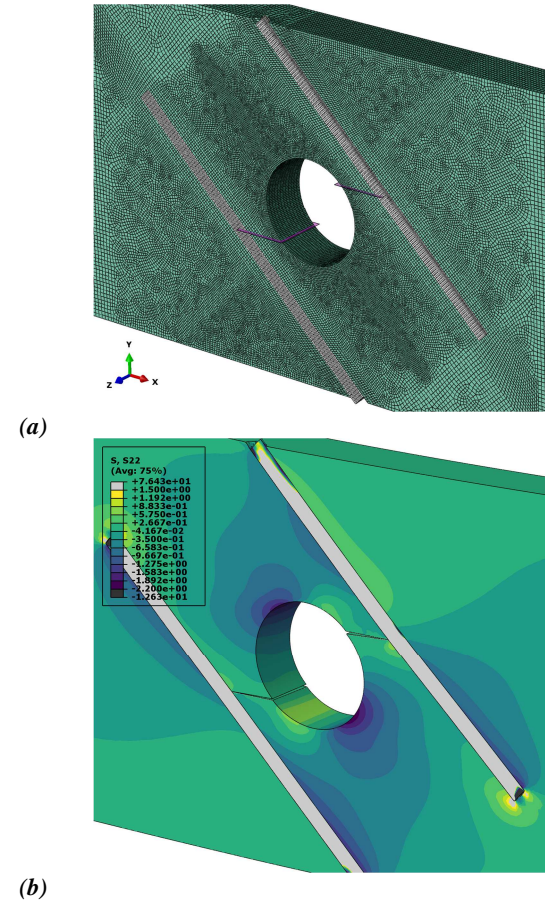 Y
Z
X
(a)
S, S22
(Avg: 75%)
+7.643e+01
+1.500e+00
+1.192e+00
+8.833e-01
+5.750e-01
+2.667e-01
-4.167e-02
-3.500e-01
-6.583e-01
-9.667e-01
-1.275e+00
-1.583e+00
-1.892e+00
-2.200e+00
-1.263e+01
(b)